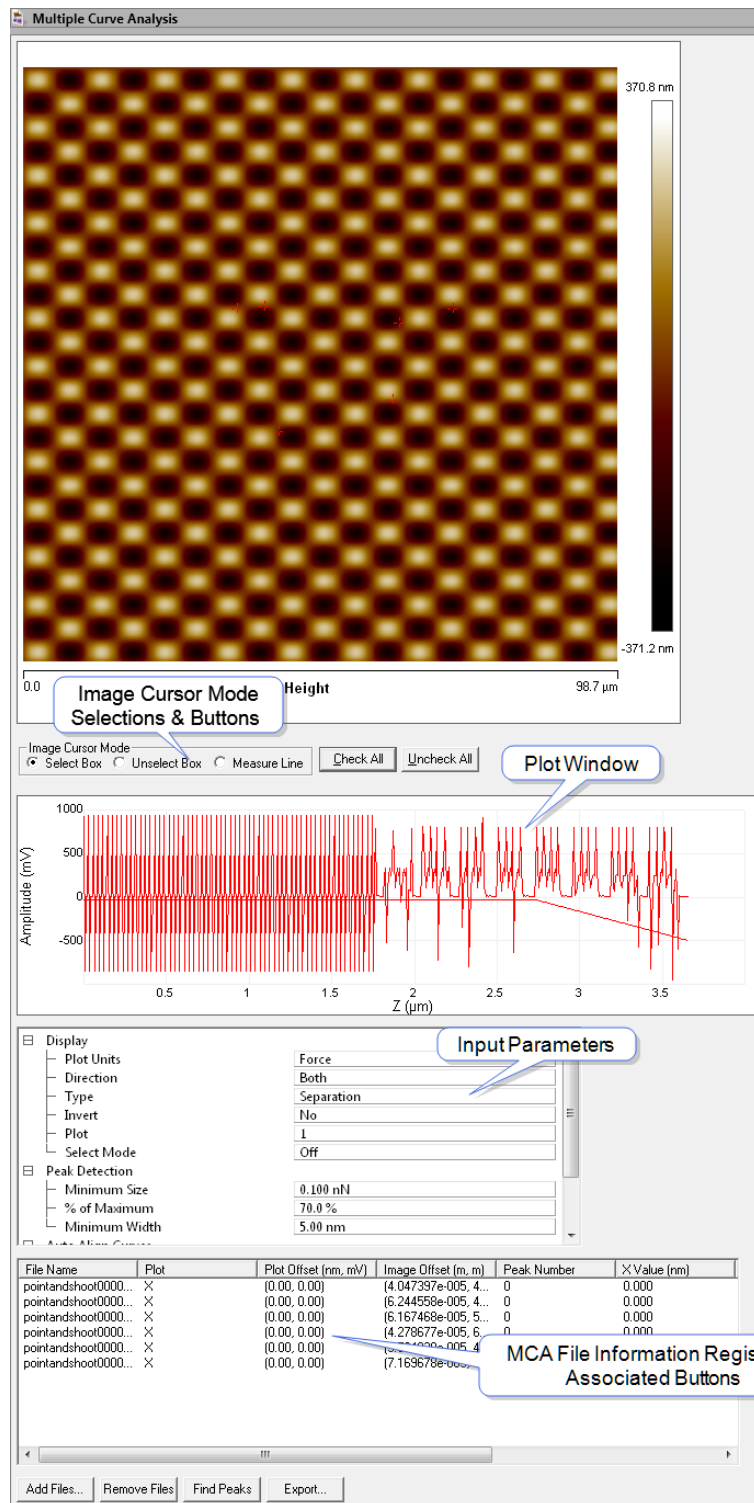 Multiple Curve Analysis
370.8 nm
-371.2 nm
0.0 Height 98.7 µm
Image Cursor Mode
Selections & Buttons
Image Cursor Mode
Select Box Unselect Box Measure Line Check All Uncheck All
Plot Window
1000
500
0
-500
Amplitude (mV)
0.5 1 1.5 2 2.5 3 3.5
Z (µm)
Input Parameters
Display
Plot Units Force
Direction Both
Type Separation
Invert No
Plot 1
Select Mode Off
Peak Detection
Minimum Size 0.100 nN
% of Maximum 70.0 %
Minimum Width 5.00 nm
Auto Align Curves
File Name Plot Plot Offset (nm, mV) Image Offset (m, m) Peak Number X Value (nm)
pointandshoot0000... X (0.00, 0.00) (4.047397e-005, 4... 0 0.000
pointandshoot0000... X (0.00, 0.00) (6.244558e-005, 4... 0 0.000
pointandshoot0000... X (0.00, 0.00) (6.167468e-005, 5... 0 0.000
pointandshoot0000... X (0.00, 0.00) (4.278677e-005, 6... 0 0.000
pointandshoot0000... X (0.00, 0.00)
pointandshoot0000... X (0.00, 0.00)
MCA File Information Regis
Associated Buttons
Add Files... Remove Files Find Peaks Export...